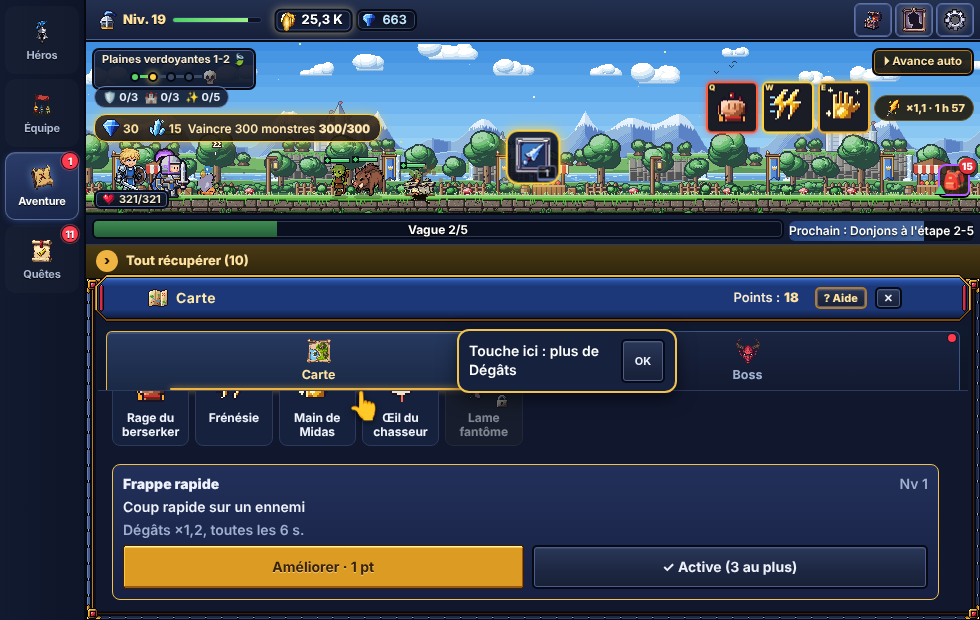 Niv. 19
25,3 K
663
Héros
Équipe
1
Aventure
11
Quêtes
Plaines verdoyantes 1-2
0/3 0/3 0/5
30 15 Vaincre 300 monstres 300/300
22
321/321
1
Q
W
E
Avance auto
×1,1 · 1 h 57
15
Vague 2/5
Prochain : Donjons à l'étape 2-5
Tout récupérer (10)
Carte
Points : 18
? Aide
×
Carte
Boss
Touche ici : plus de
Dégâts
OK
Rage du
berserker
Frénésie
Main de
Midas
Œil du
chasseur
Lame
fantôme
Frappe rapide
Nv 1
Coup rapide sur un ennemi
Dégâts ×1,2, toutes les 6 s.
Améliorer · 1 pt
✓ Active (3 au plus)